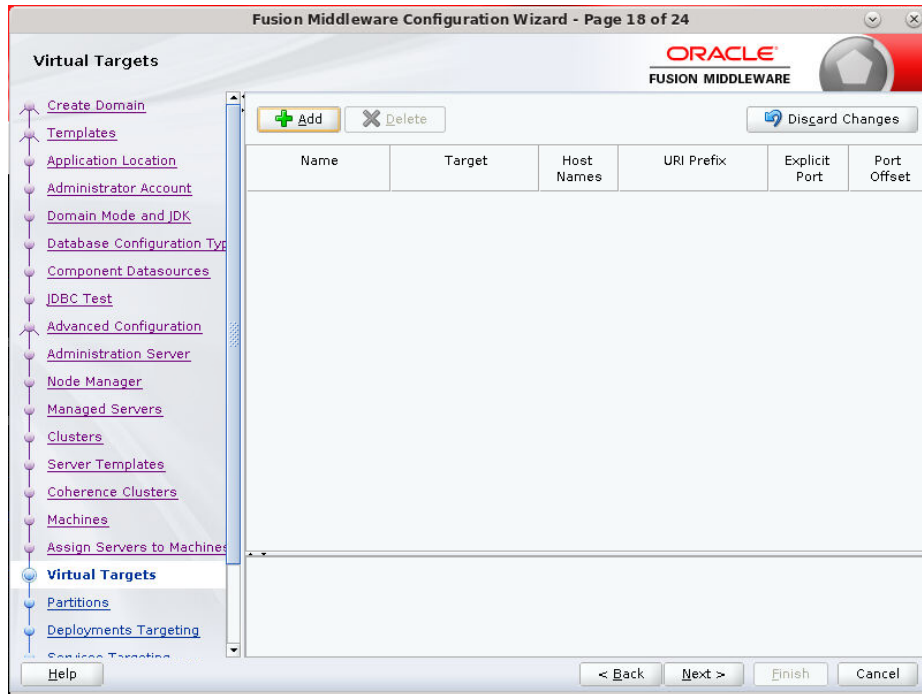 Fusion Middleware Configuration Wizard - Page 18 of 24
Virtual Targets
ORACLE
FUSION MIDDLEWARE
Create Domain
Templates
Application Location
Administrator Account
Domain Mode and JDK
Database Configuration Typ
Component Datasources
JDBC Test
Advanced Configuration
Administration Server
Node Manager
Managed Servers
Clusters
Server Templates
Coherence Clusters
Machines
Assign Servers to Machines
Virtual Targets
Partitions
Deployments Targeting
Services Targeting
Add Delete Discard Changes
Name Target Host Names URI Prefix Explicit Port Port Offset
Help < Back Next > Finish Cancel